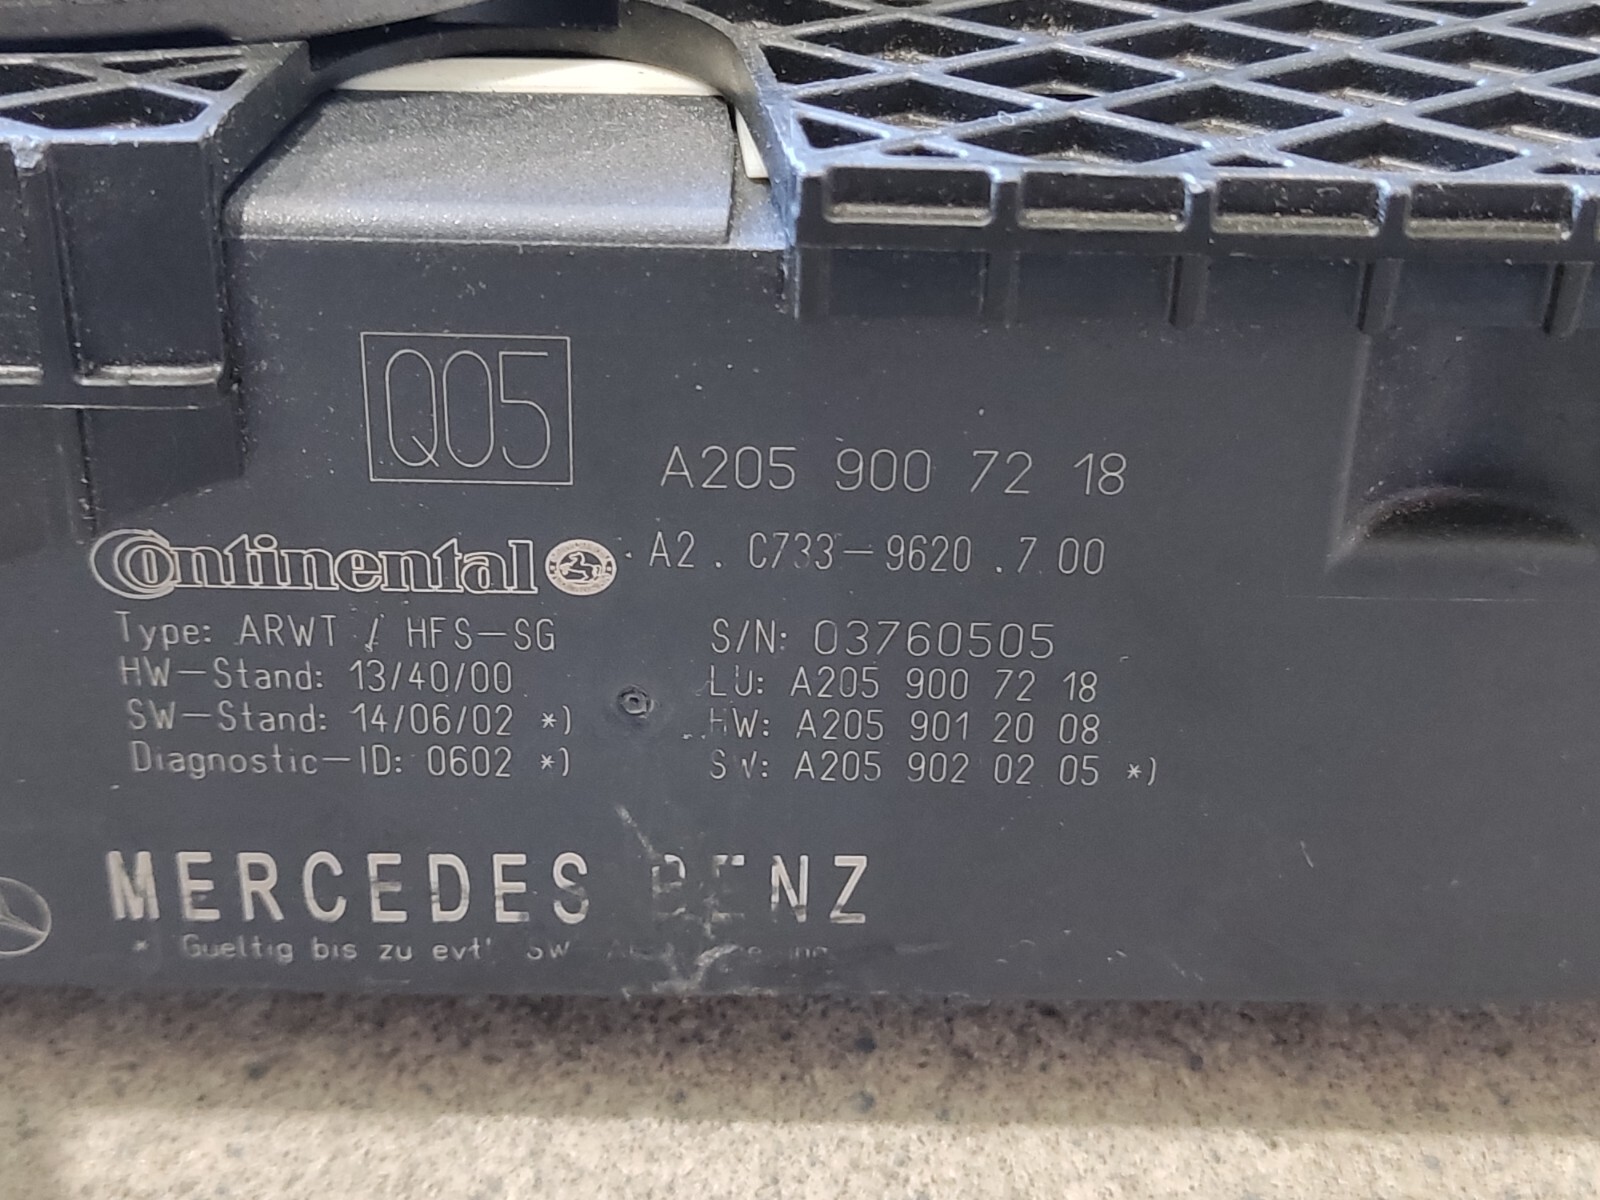 Q05
A205 900 72 18
Continental
A2. C733-9620.7 00
Type: ARWT / HFS-SG
S/N: 03760505
HW-Stand: 13/40/00
LU: A205 900 72 18
SW-Stand: 14/06/02 *)
HW: A205 901 20 08
Diagnostic-ID: 0602 *)
SW: A205 902 02 05 *)
MERCEDES BENZ
* Gueltig bis zu evtl SW